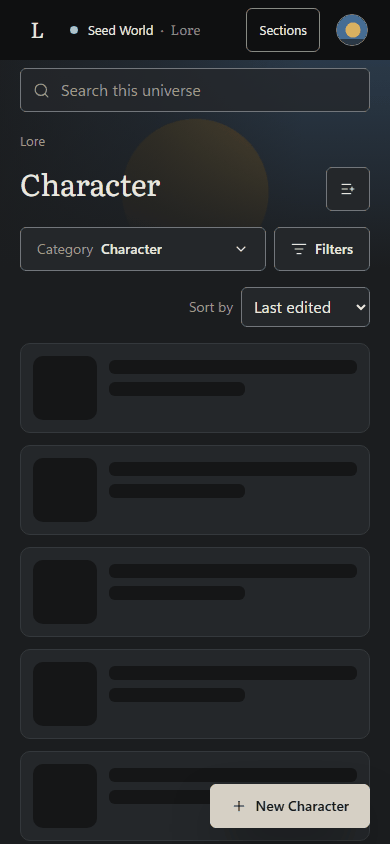 L
Seed World · Lore
Sections
Search this universe
Lore
Character
Category Character
Filters
Sort by
Last edited
New Character